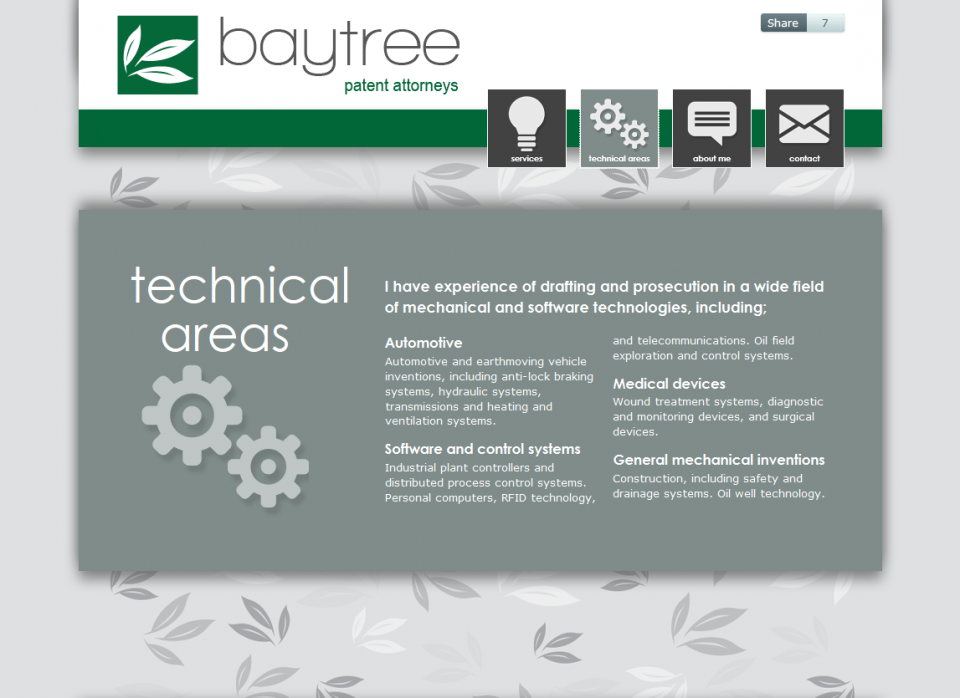 baytree
patent attorneys
Share 7
services
technical areas
about me
contact
technical
areas
I have experience of drafting and prosecution in a wide field
of mechanical and software technologies, including;
Automotive
Automotive and earthmoving vehicle
inventions, including anti-lock braking
systems, hydraulic systems,
transmissions and heating and
ventilation systems.
Software and control systems
Industrial plant controllers and
distributed process control systems.
Personal computers, RFID technology,
and telecommunications. Oil field
exploration and control systems.
Medical devices
Wound treatment systems, diagnostic
and monitoring devices, and surgical
devices.
General mechanical inventions
Construction, including safety and
drainage systems. Oil well technology.